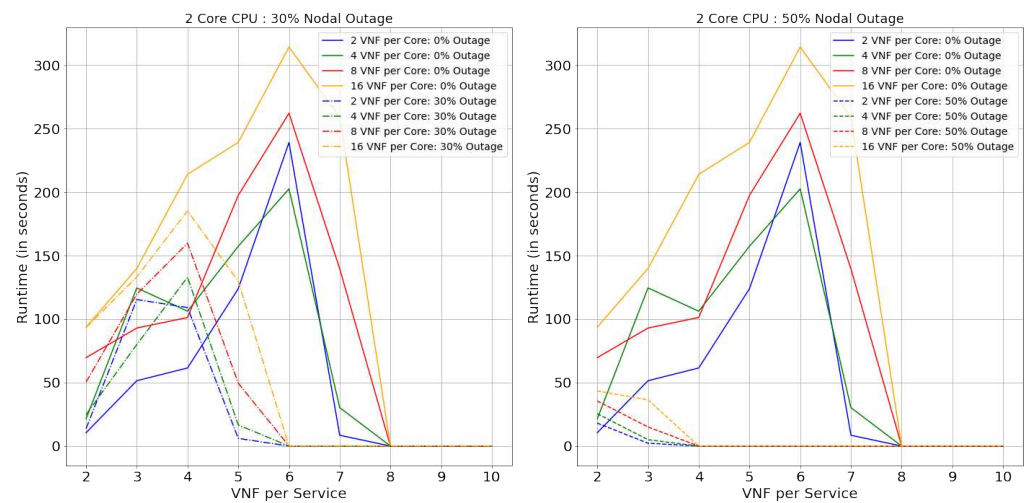 2 Core CPU : 30% Nodal Outage
2 VNF per Core: 0% Outage
4 VNF per Core: 0% Outage
8 VNF per Core: 0% Outage
16 VNF per Core: 0% Outage
2 VNF per Core: 30% Outage
4 VNF per Core: 30% Outage
8 VNF per Core: 30% Outage
16 VNF per Core: 30% Outage
Runtime (in seconds)
300
250
200
150
100
50
0
2 3 4 5 6 7 8 9 10
VNF per Service
2 Core CPU : 50% Nodal Outage
2 VNF per Core: 0% Outage
4 VNF per Core: 0% Outage
8 VNF per Core: 0% Outage
16 VNF per Core: 0% Outage
2 VNF per Core: 50% Outage
4 VNF per Core: 50% Outage
8 VNF per Core: 50% Outage
16 VNF per Core: 50% Outage
Runtime (in seconds)
300
250
200
150
100
50
0
2 3 4 5 6 7 8 9 10
VNF per Service